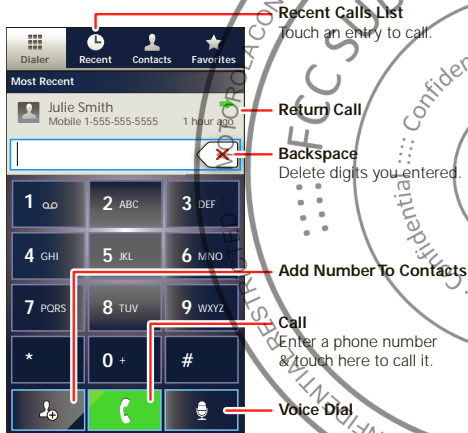 Dialer Recent Contacts Favorites
Most Recent
Julie Smith
Mobile 1-555-555-5555 1 hour ago
1
2 ABC
3 DEF
4 GHI
5 JKL
6 MNO
7 PQRS
8 TUV
9 WXYZ
*
0 +
#
Recent Calls List
Touch an entry to call.
Return Call
Backspace
Delete digits you entered.
Add Number To Contacts
Call
Enter a phone number
& touch here to call it.
Voice Dial
FCC
MOTOROLA